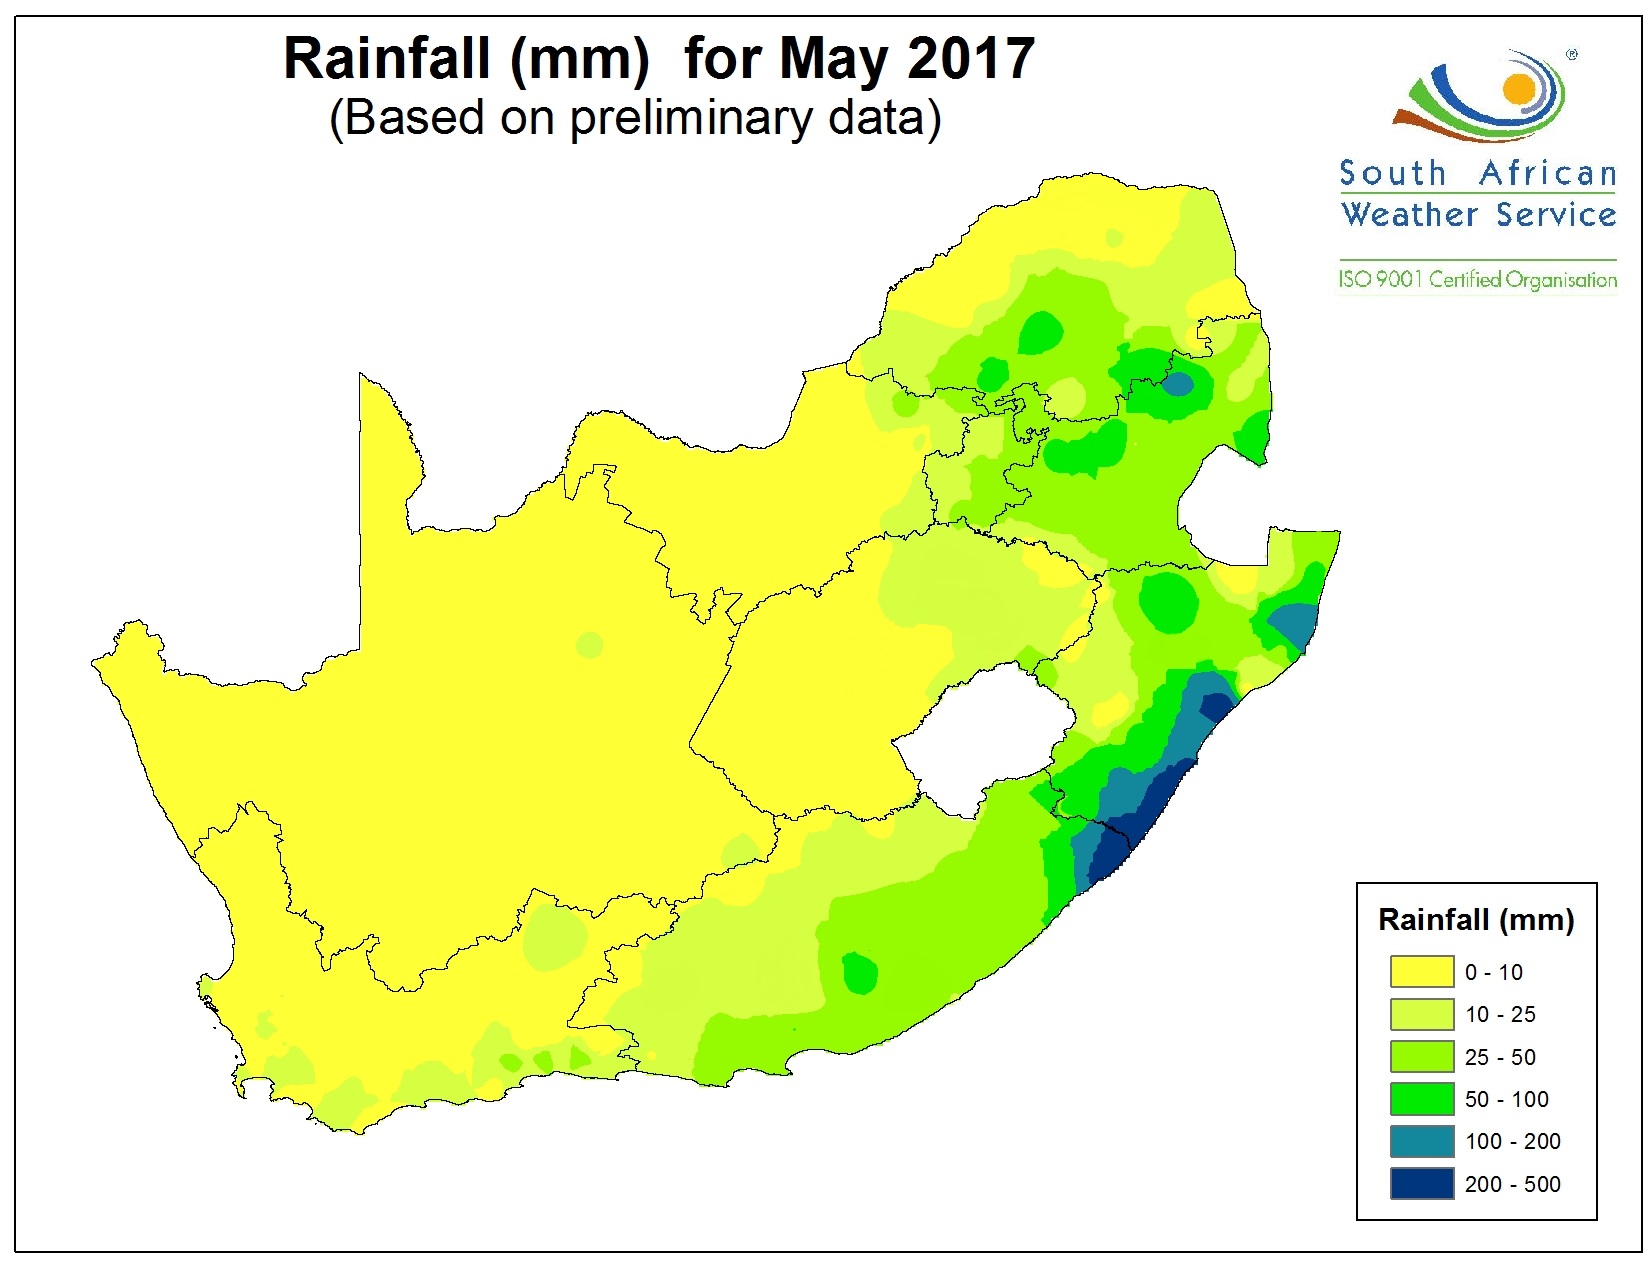 Rainfall (mm) for May 2017
(Based on preliminary data)
®
South African
Weather Service
ISO 9001 Certified Organisation
Rainfall (mm)
0 - 10
10 - 25
25 - 50
50 - 100
100 - 200
200 - 500